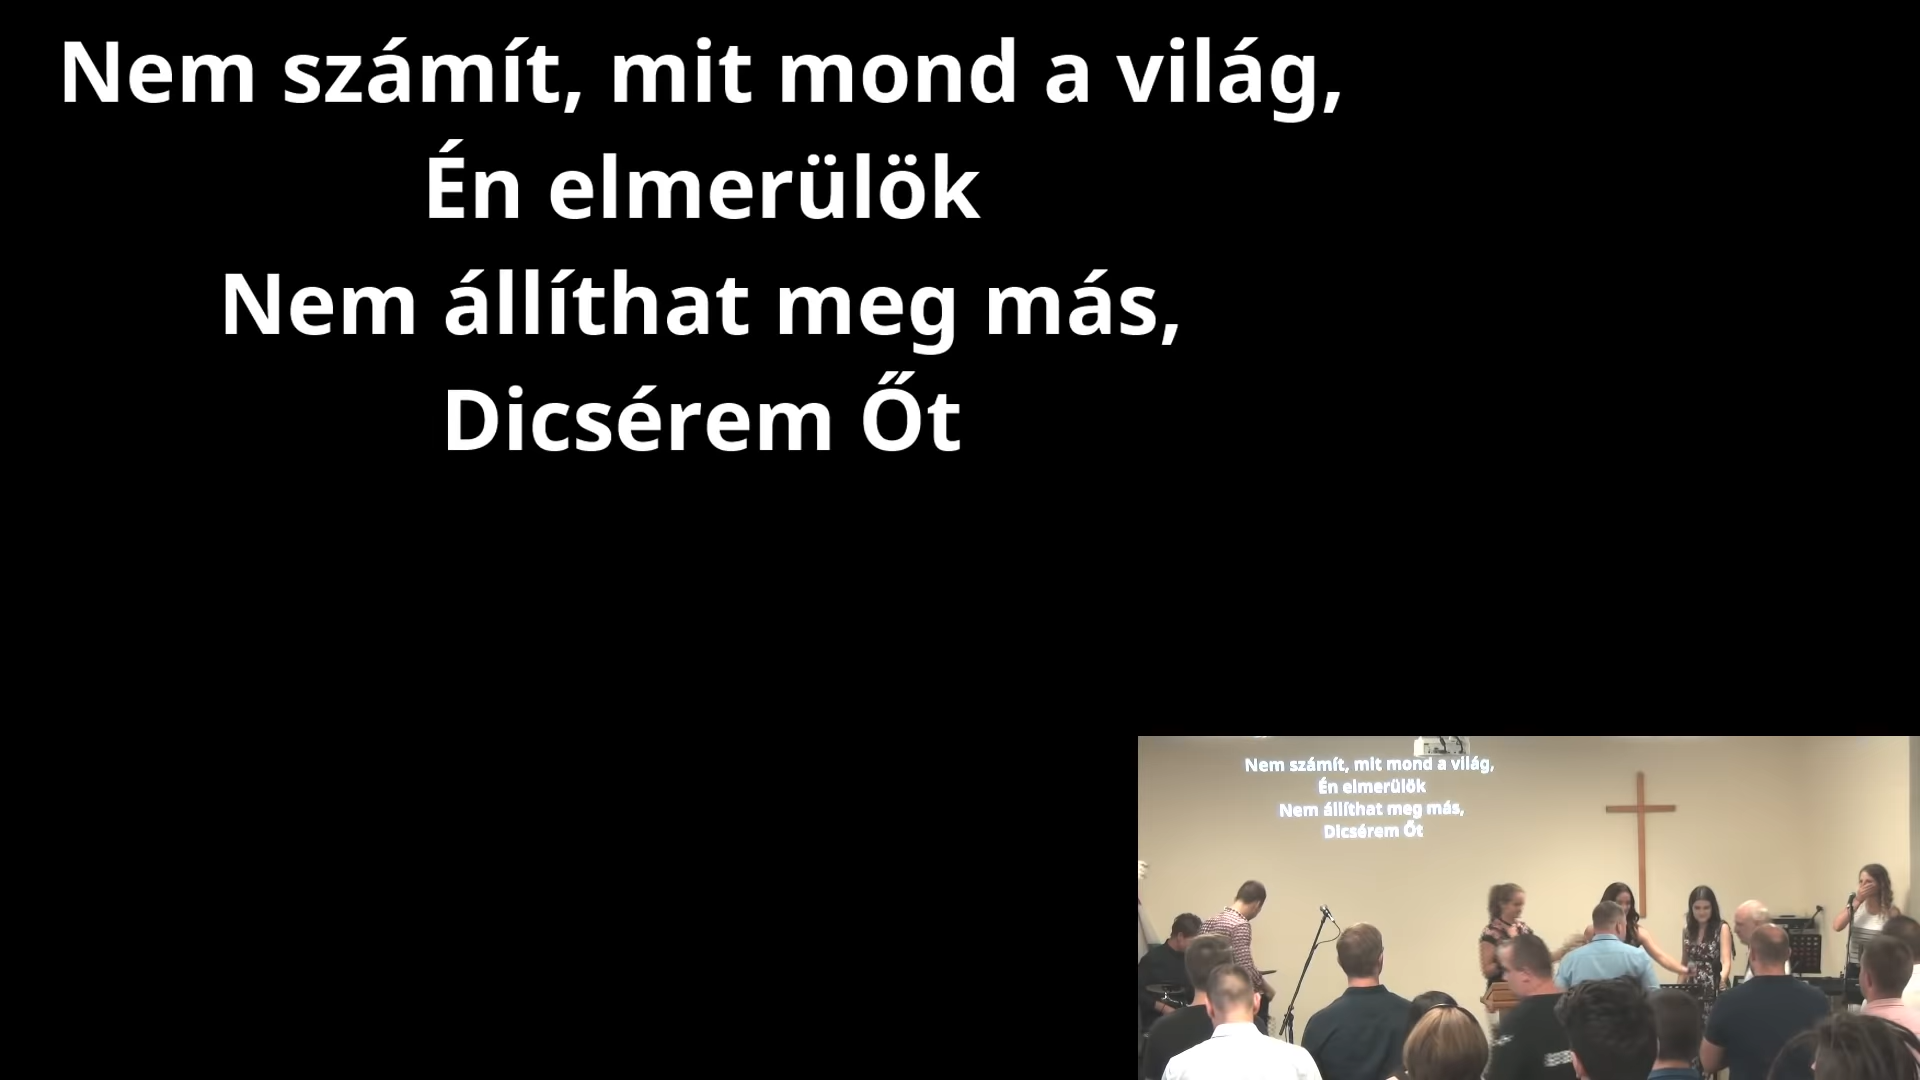 Nem számít, mit mond a világ,
Én elmerülök
Nem állíthat meg más,
Dicsérem Őt
Nem számít, mit mond a világ,
Én elmerülök
Nem állíthat meg más,
Dicsérem Őt